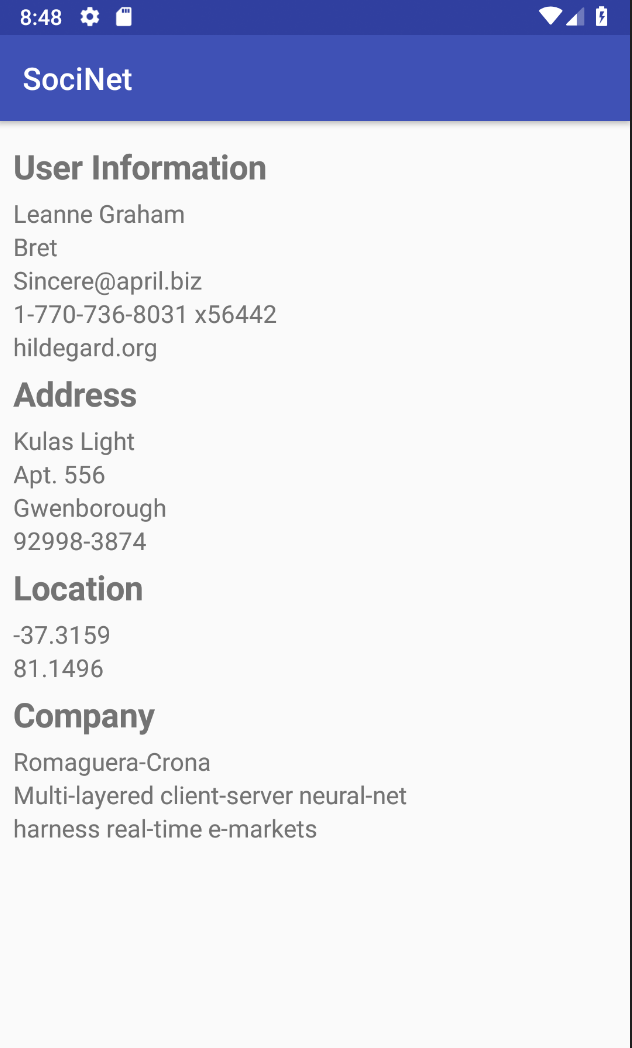 8:48
SociNet
User Information
Leanne Graham
Bret
Sincere@april.biz
1-770-736-8031 x56442
hildegard.org
Address
Kulas Light
Apt. 556
Gwenborough
92998-3874
Location
-37.3159
81.1496
Company
Romaguera-Crona
Multi-layered client-server neural-net
harness real-time e-markets